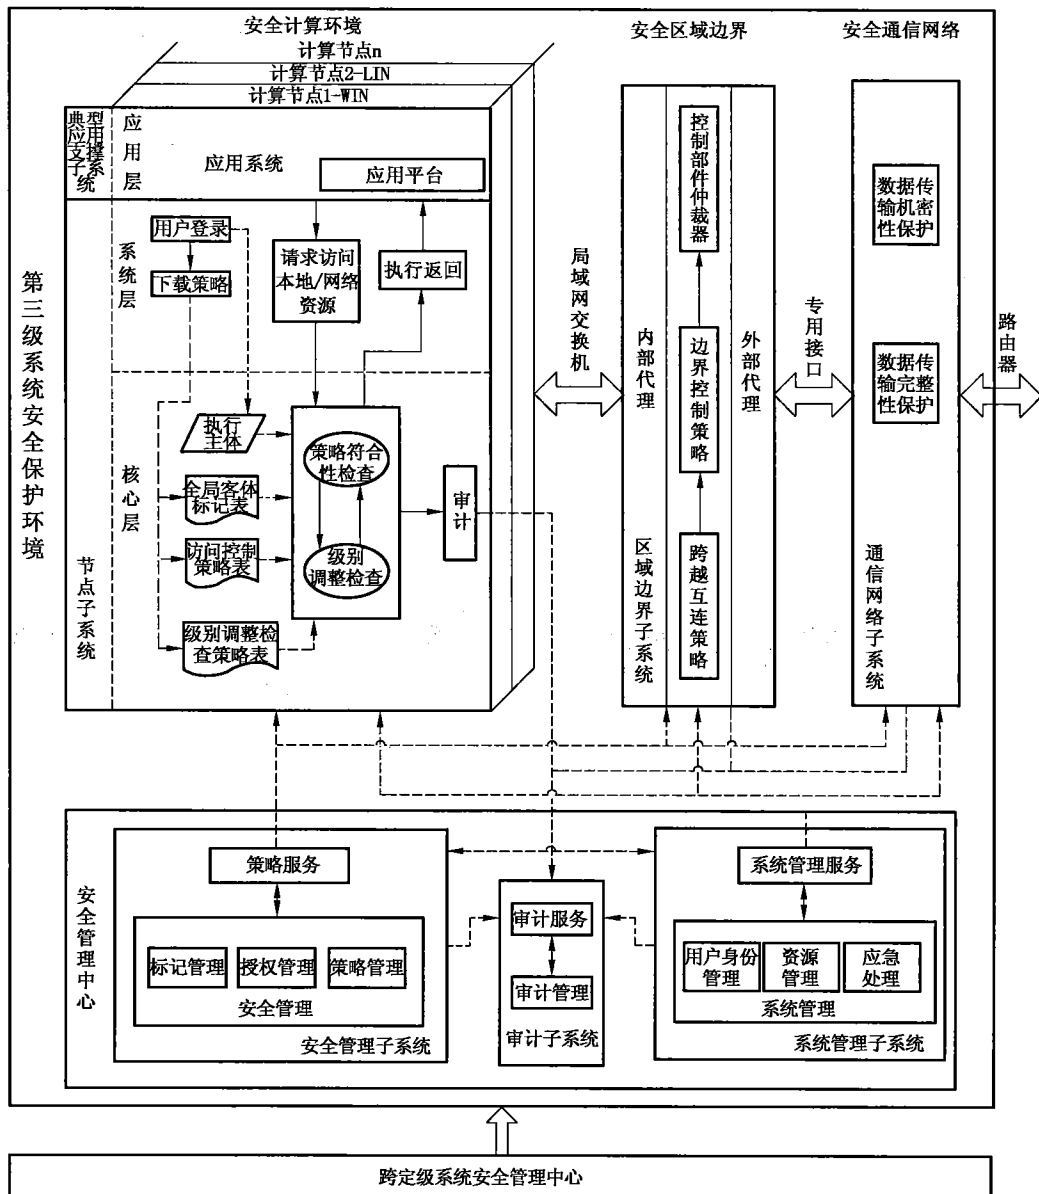 安全计算环境
安全区域边界
安全通信网络
计算节点n
计算节点2-LIN
计算节点1-WIN
典型
应用
支撑
子系
统
应用层
应用系统
应用平台
第三级系统安全保护环境
系统层
用户登录
下载策略
请求访问
本地/网络
资源
执行返回
节点子系统
核心层
执行
主体
全局客体
标记表
访问控制
策略表
级别调整检
查策略表
策略符合
性检查
级别
调整检查
审计
局域网交换机
内部代理
区域边界子系统
控制部件仲裁器
边界控制策略
跨越互连策略
外部代理
专用接口
数据传
输机密
性保护
数据传
输完整
性保护
通信网络子系统
路由器
安全管理中心
策略服务
标记管理
授权管理
策略管理
安全管理
安全管理子系统
审计服务
审计管理
审计子系统
系统管理服务
用户身份
管理
资源
管理
应急
处理
系统管理
系统管理子系统
跨定级系统安全管理中心